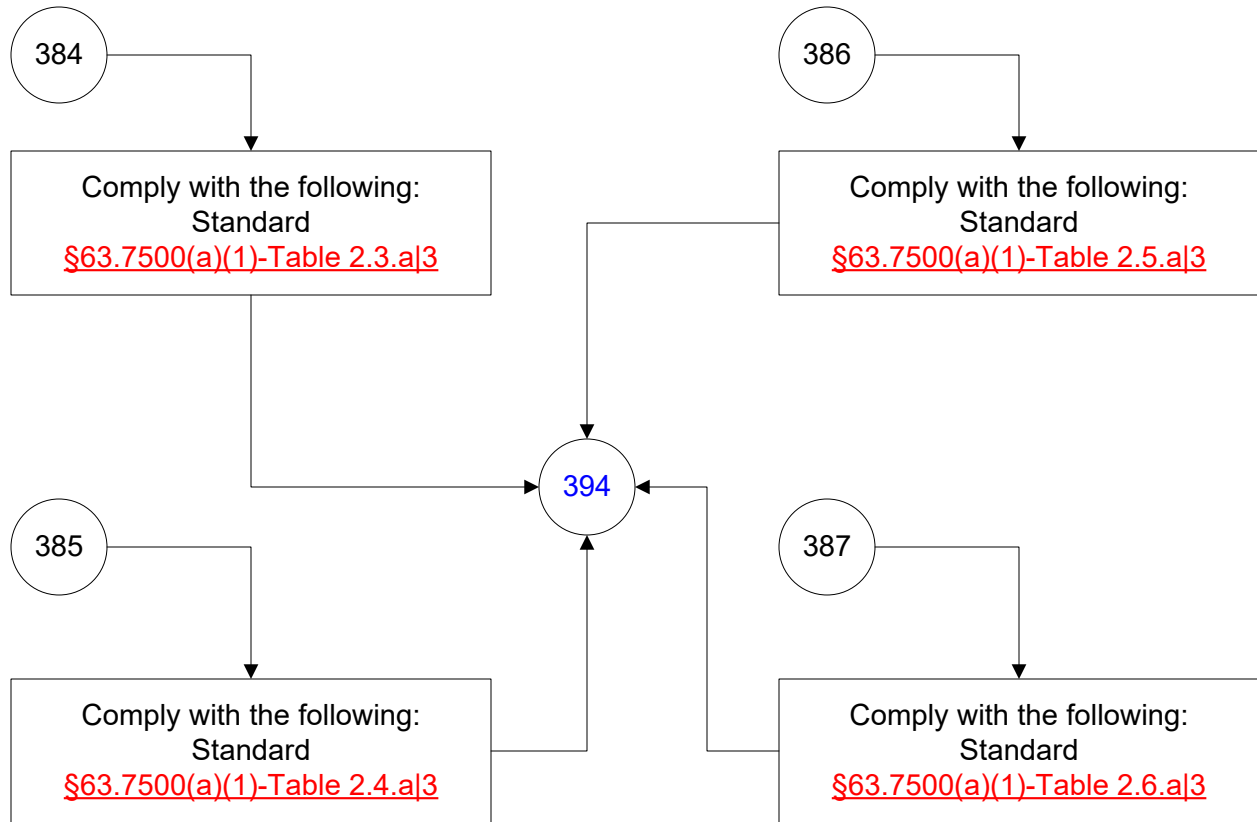 384
386
Comply with the following:
Standard
§63.7500(a)(1)-Table 2.3.a|3
Comply with the following:
Standard
§63.7500(a)(1)-Table 2.5.a|3
394
385
387
Comply with the following:
Standard
§63.7500(a)(1)-Table 2.4.a|3
Comply with the following:
Standard
§63.7500(a)(1)-Table 2.6.a|3